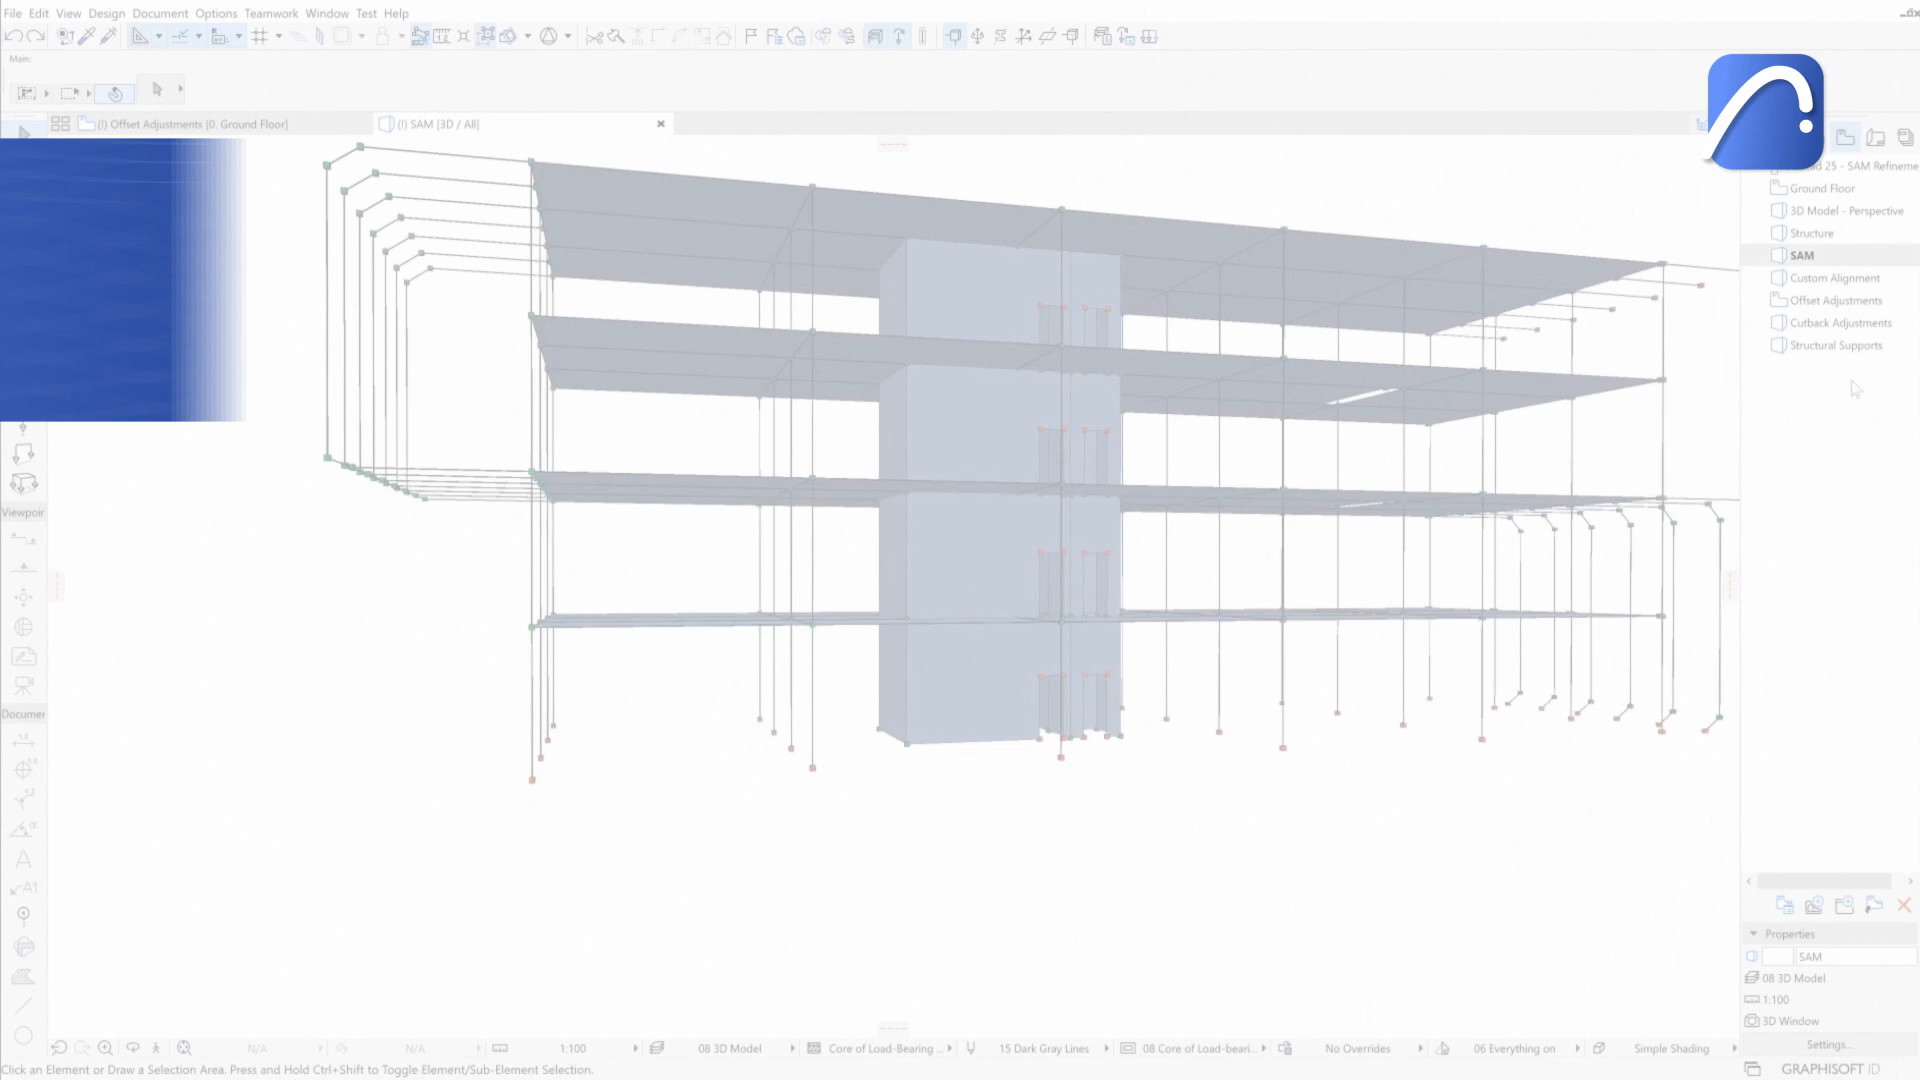 File Edit View Design Document Options Teamwork Window Test Help
Main:
(!) Offset Adjustments [0. Ground Floor]
(!) SAM [3D / All]
25 - SAM Refineme
Ground Floor
3D Model - Perspective
Structure
SAM
Custom Alignment
Offset Adjustments
Cutback Adjustments
Structural Supports
Viewpoir
Documer
Properties
SAM
08 3D Model
1:100
3D Window
Settings...
N/A N/A 1:100 08 3D Model Core of Load-Bearing ... 15 Dark Gray Lines 08 Core of Load-beari... No Overrides 06 Everything on Simple Shading
Click an Element or Draw a Selection Area. Press and Hold Ctrl+Shift to Toggle Element/Sub-Element Selection.
GRAPHISOFT ID